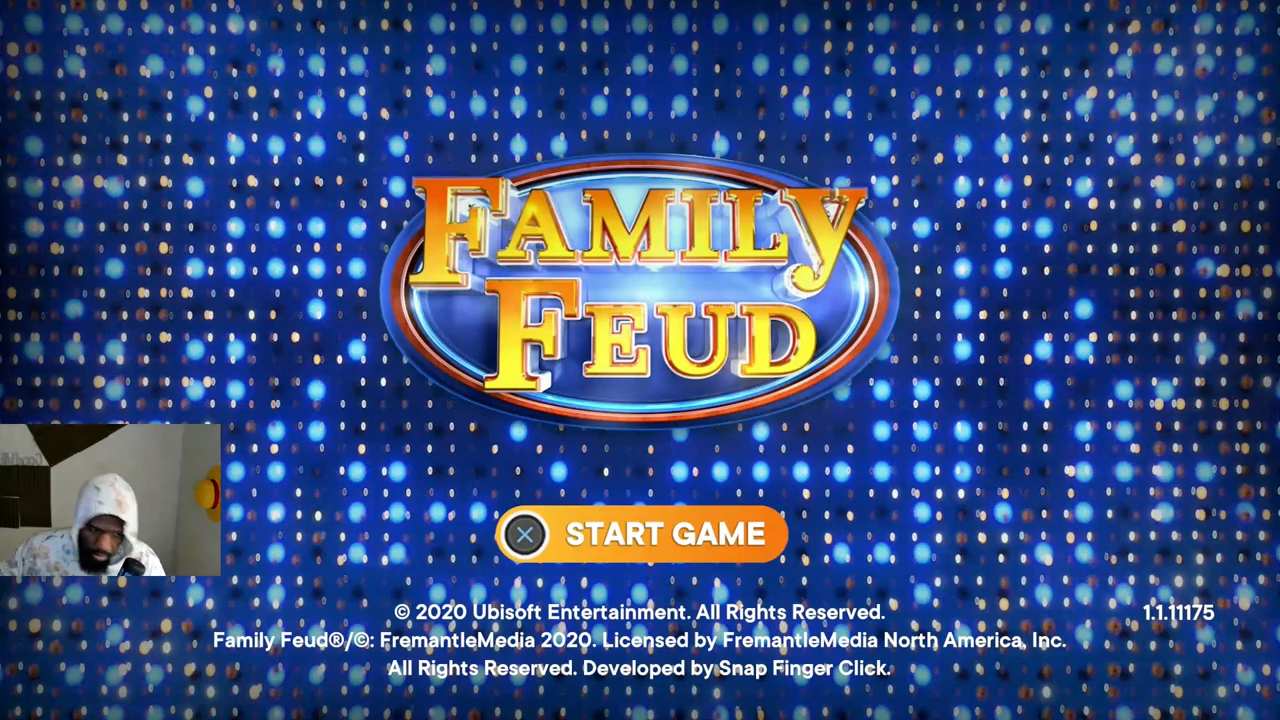 FAMILY
FEUD
START GAME
© 2020 Ubisoft Entertainment. All Rights Reserved.
1.1.11175
Family Feud®/©: FremantleMedia 2020. Licensed by FremantleMedia North America, Inc.
All Rights Reserved. Developed by Snap Finger Click.